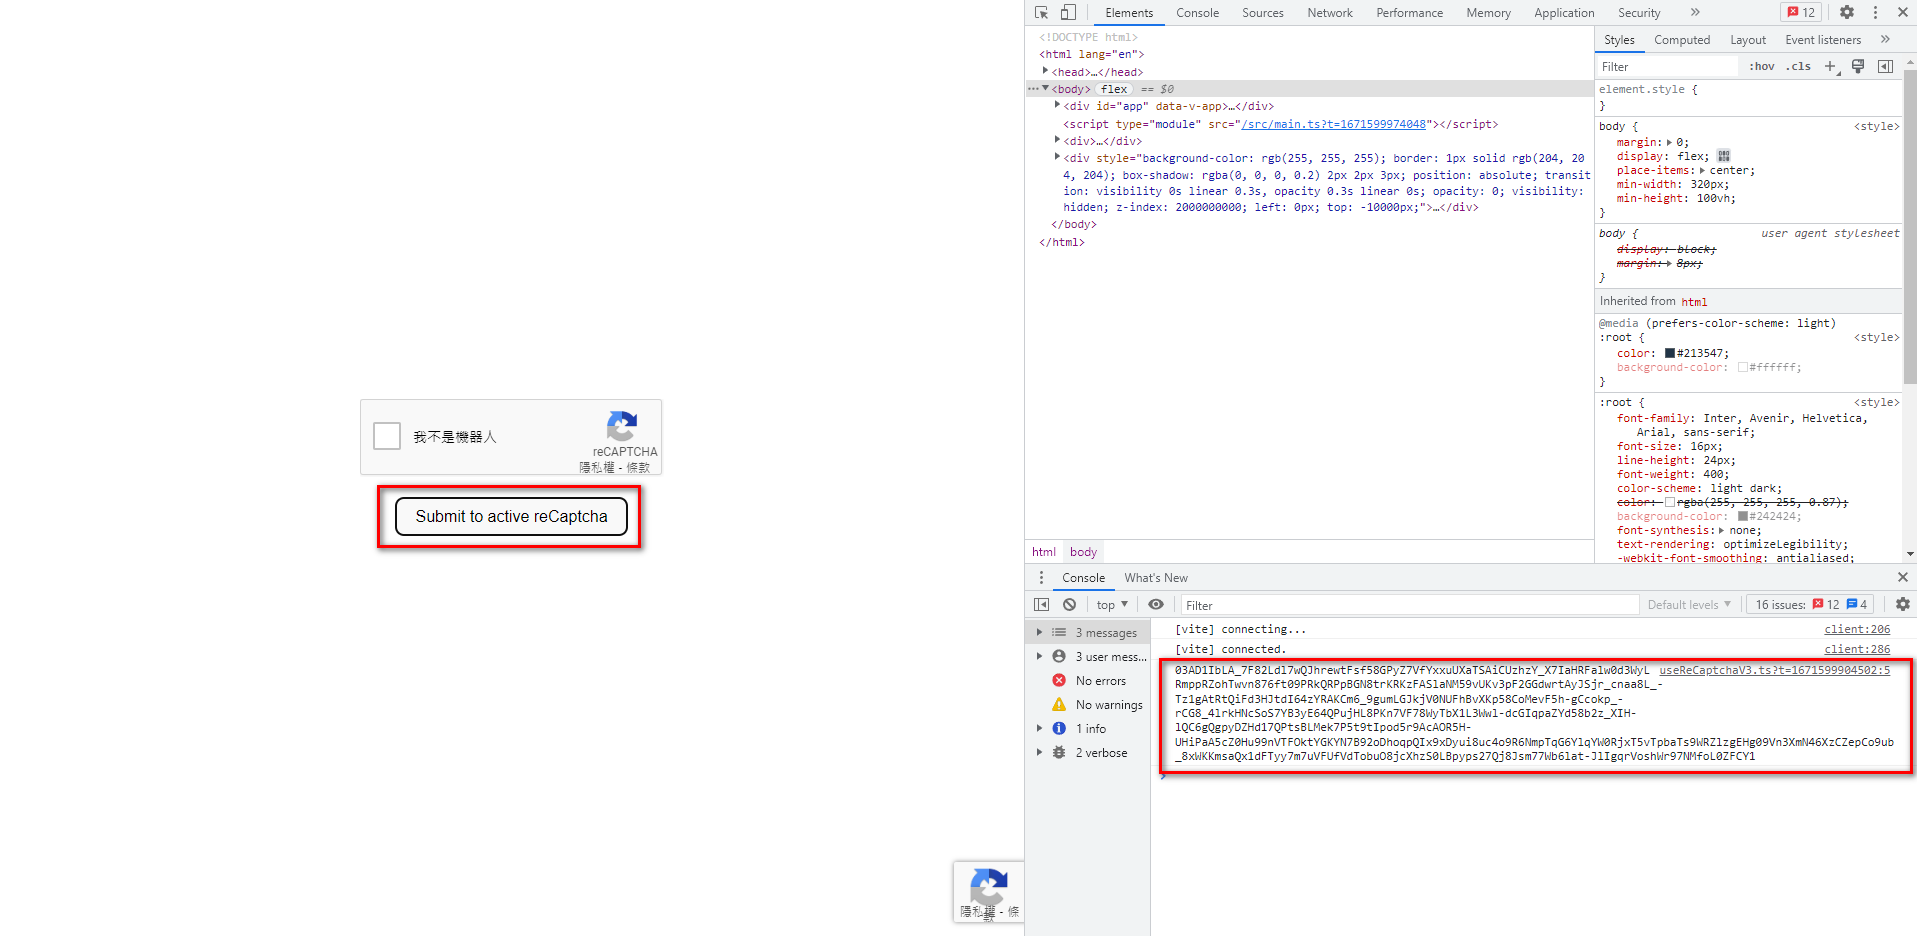 我不是機器人
reCAPTCHA
隱私權 - 條款
Submit to active reCaptcha
隱私權 - 條款
Elements Console Sources Network Performance Memory Application Security » 12
<!DOCTYPE html>
<html lang="en">
<head>…</head>
<body> flex == $0
<div id="app" data-v-app>…</div>
<script type="module" src="/src/main.ts?t=1671599974048"></script>
<div>…</div>
<div style="background-color: rgb(255, 255, 255); border: 1px solid rgb(204, 20
4, 204); box-shadow: rgba(0, 0, 0, 0.2) 2px 2px 3px; position: absolute; transit
ion: visibility 0s linear 0.3s, opacity 0.3s linear 0s; opacity: 0; visibility:
hidden; z-index: 2000000000; left: 0px; top: -10000px;">…</div>
</body>
</html>
html body
Styles Computed Layout Event listeners »
Filter :hov .cls +
element.style {
}
body { <style>
margin: 0;
display: flex;
place-items: center;
min-width: 320px;
min-height: 100vh;
}
body { user agent stylesheet
display: block;
margin: 8px;
}
Inherited from html
@media (prefers-color-scheme: light)
:root { <style>
color: #213547;
background-color: #ffffff;
}
:root { <style>
font-family: Inter, Avenir, Helvetica,
Arial, sans-serif;
font-size: 16px;
line-height: 24px;
font-weight: 400;
color-scheme: light dark;
color: rgba(255, 255, 255, 0.87);
background-color: #242424;
font-synthesis: none;
text-rendering: optimizeLegibility;
-webkit-font-smoothing: antialiased;
Console What's New
top Filter Default levels 16 issues: 12 4
3 messages
3 user mess...
No errors
No warnings
1 info
2 verbose
[vite] connecting... client:206
[vite] connected. client:286
03AD1IbLA_7F82Ldl7wQJhrewtFsf58GPyZ7VfYxxuUXaTSAiCUzhzY_X7IaHRFalw0d3WyL useReCaptchaV3.ts?t=1671599904502:5
RmppRZohTwvn876ft09PRkQRPpBGN8trKRKzFASlaNM59vUKv3pF2GGdwrtAyJSjr_cnaa8L_-
Tz1gAtRtQiFd3HJtdI64zYRAKCm6_9gumLGJkjV0NUFhBvXKp58CoMevF5h-gCcokp_-
rCG8_4lrkHNcSoS7YB3yE64QPujHL8PKn7VF78WyTbX1L3Wwl-dcGIqpaZYd58b2z_XIH-
lQC6gQgpyDZHd17QPtsBLMek7P5t9tIpod5r9AcAOR5H-
UHiPaA5cZ0Hu99nVTFOktYGKYN7B92oDhoqpQIx9xDyui8uc4o9R6NmpTqG6YlqYW0RjxT5vTpbaTs9WRZlzgEHg09Vn3XmN46XzCZepCo9ub
_8xWKKmsaQx1dFTyy7m7uVFUfVdTobuO8jcXhzS0LBpyps27Qj8Jsm77Wb6lat-JlIgqrVoshWr97NMfoL0ZFCY1